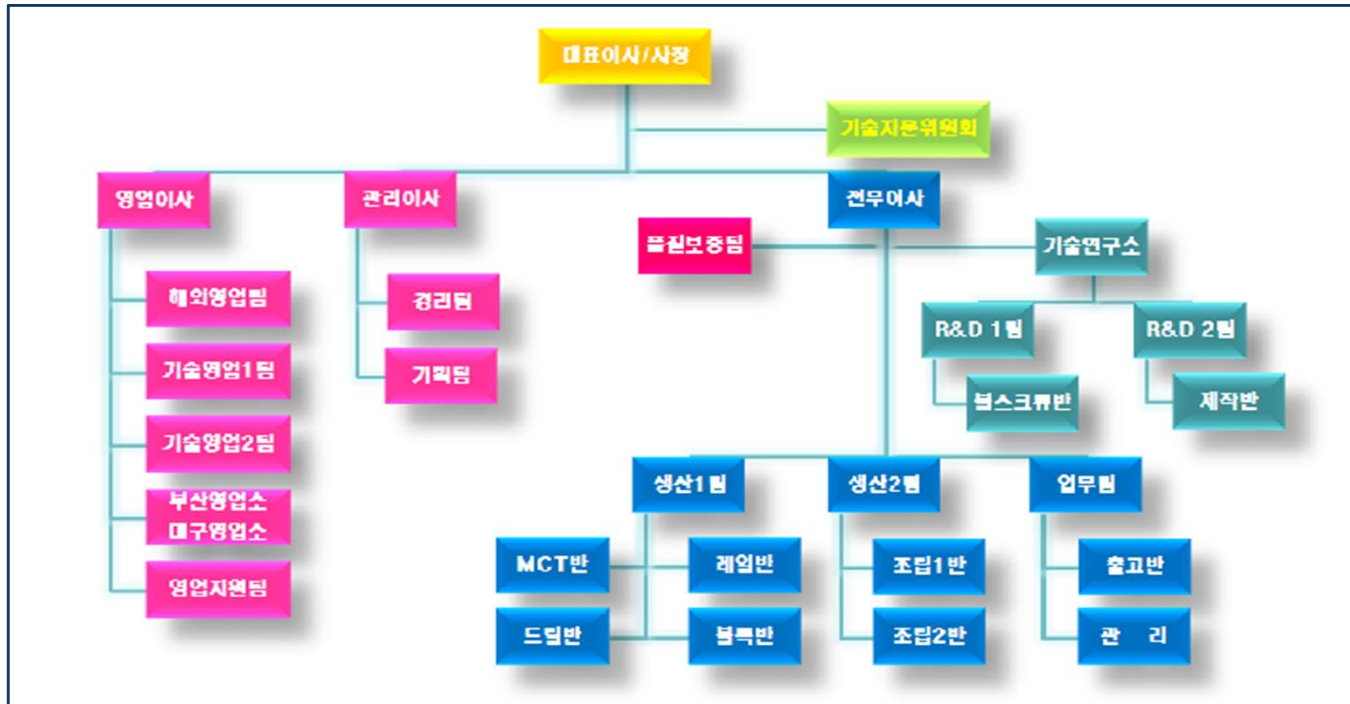 대표이사/사장
기술자문위원회
영업이사
관리이사
전무이사
품질보증팀
기술연구소
해외영업팀
경리팀
R&D 1팀
R&D 2팀
기술영업1팀
기획팀
볼스크류반
제작반
기술영업2팀
생산1팀
생산2팀
업무팀
부산영업소
대구영업소
영업지원팀
MCT반
레일반
조립1반
출고반
드릴반
블록반
조립2반
관 리